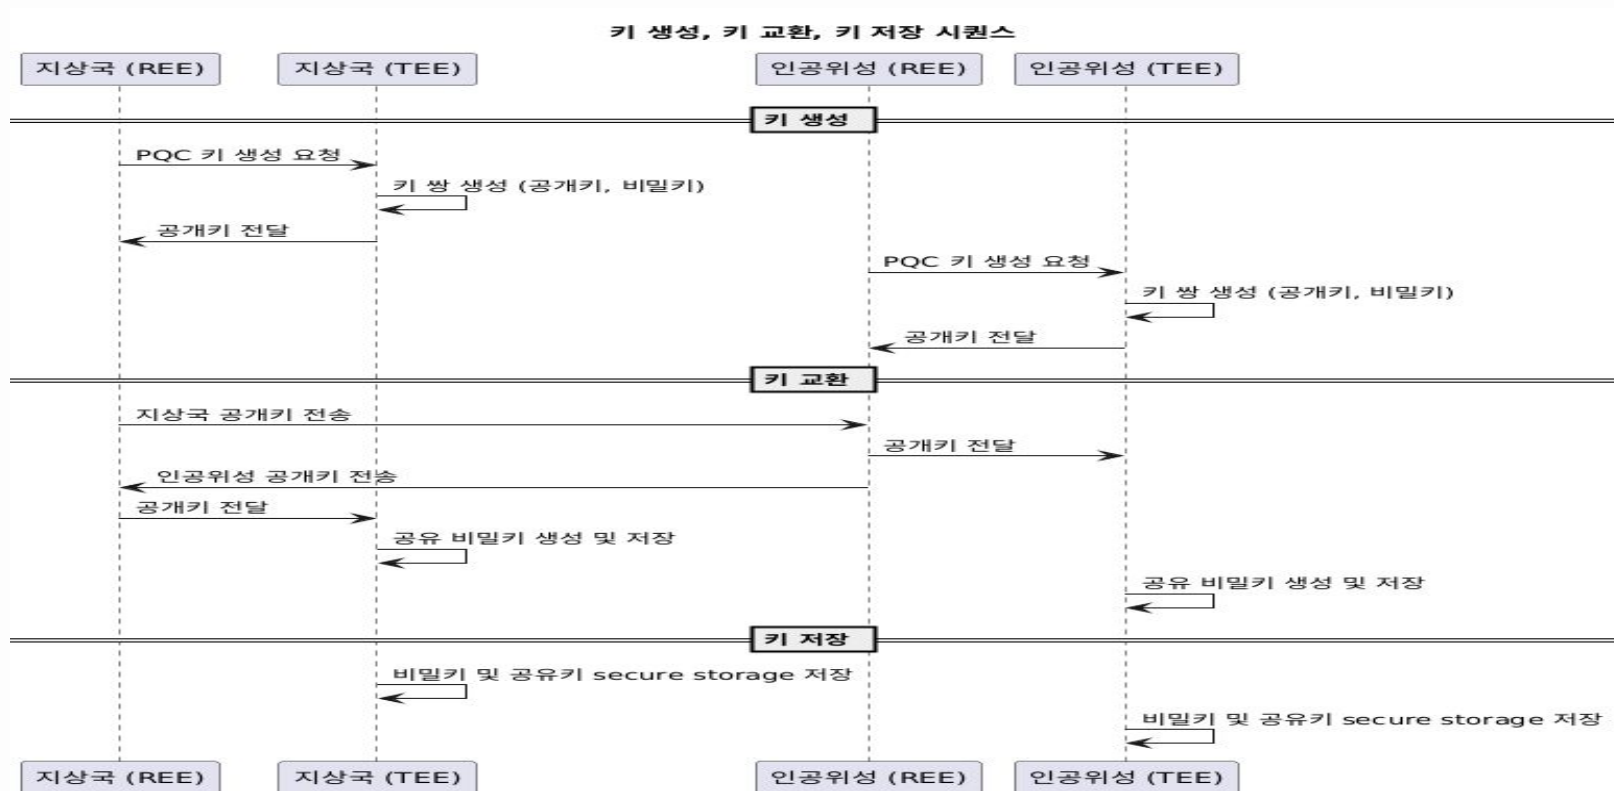 키 생성, 키 교환, 키 저장 시퀀스
지상국 (REE) 지상국 (TEE) 인공위성 (REE) 인공위성 (TEE)
키 생성
PQC 키 생성 요청
키 쌍 생성 (공개키, 비밀키)
공개키 전달
PQC 키 생성 요청
키 쌍 생성 (공개키, 비밀키)
공개키 전달
키 교환
지상국 공개키 전송
공개키 전달
인공위성 공개키 전송
공개키 전달
공유 비밀키 생성 및 저장
공유 비밀키 생성 및 저장
키 저장
비밀키 및 공유키 secure storage 저장
비밀키 및 공유키 secure storage 저장
지상국 (REE) 지상국 (TEE) 인공위성 (REE) 인공위성 (TEE)